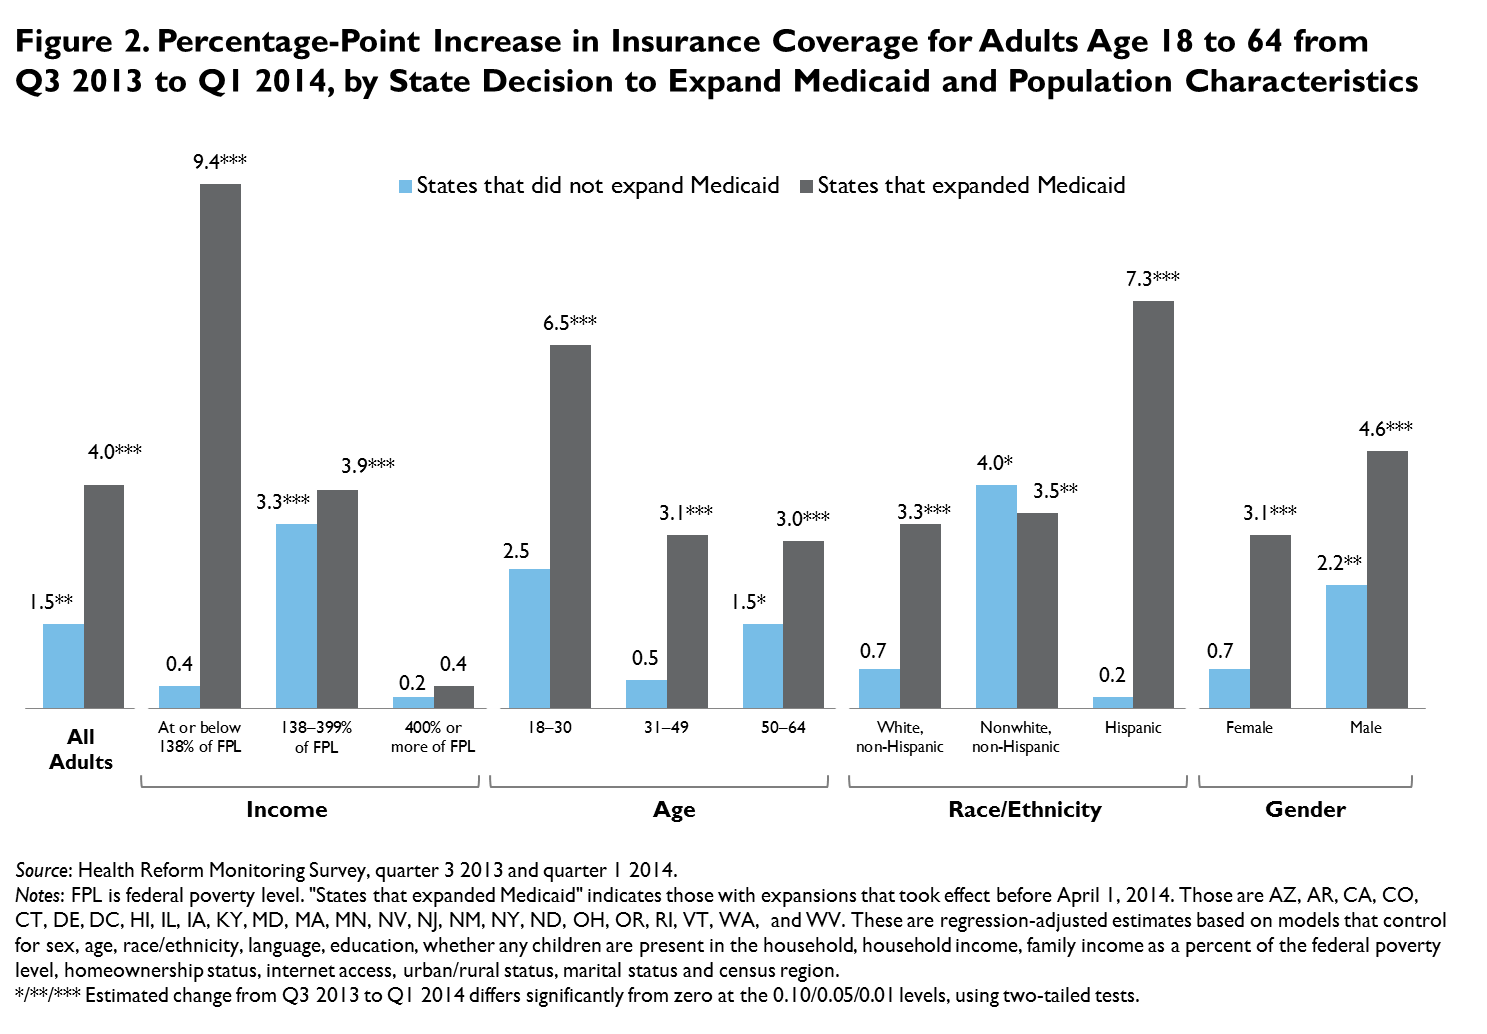 Figure 2. Percentage-Point Increase in Insurance Coverage for Adults Age 18 to 64 from
Q3 2013 to Q1 2014, by State Decision to Expand Medicaid and Population Characteristics
States that did not expand Medicaid
States that expanded Medicaid
1.5**
4.0***
0.4
9.4***
3.3***
3.9***
0.2
0.4
2.5
6.5***
0.5
3.1***
1.5*
3.0***
0.7
3.3***
4.0*
3.5**
0.2
7.3***
0.7
3.1***
2.2**
4.6***
All
Adults
At or below
138% of FPL
138–399%
of FPL
400% or
more of FPL
18–30
31–49
50–64
White,
non-Hispanic
Nonwhite,
non-Hispanic
Hispanic
Female
Male
Income
Age
Race/Ethnicity
Gender
Source: Health Reform Monitoring Survey, quarter 3 2013 and quarter 1 2014.
Notes: FPL is federal poverty level. "States that expanded Medicaid" indicates those with expansions that took effect before April 1, 2014. Those are AZ, AR, CA, CO,
CT, DE, DC, HI, IL, IA, KY, MD, MA, MN, NV, NJ, NM, NY, ND, OH, OR, RI, VT, WA, and WV. These are regression-adjusted estimates based on models that control
for sex, age, race/ethnicity, language, education, whether any children are present in the household, household income, family income as a percent of the federal poverty
level, homeownership status, internet access, urban/rural status, marital status and census region.
*/**/*** Estimated change from Q3 2013 to Q1 2014 differs significantly from zero at the 0.10/0.05/0.01 levels, using two-tailed tests.